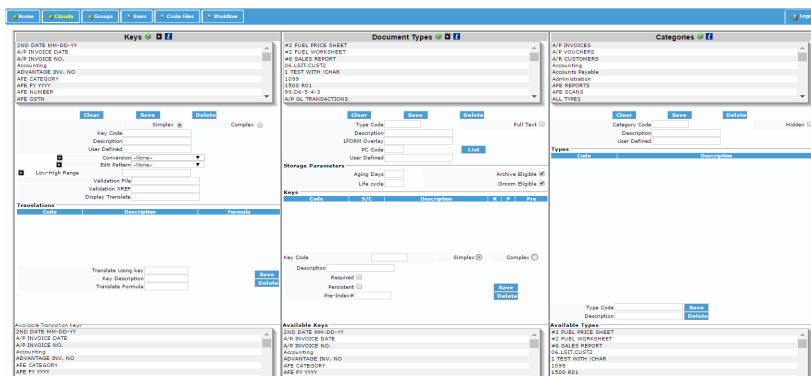 Home Classify Groups Users Code Files Workflow
Keys
2ND DATE MM-DD-YY
A/P INVOICE DATE
A/P INVOICE NO.
Accounting
ADVANTAGE INV. NO
AFE CATEGORY
AFE FY YYYY
AFE NUMBER
AFE OSTN
Clear Save Delete
Simplex Complex
Key Code
Description
User Defined
Conversion --None--
Edit Pattern --None--
Low-High Range
Validation File
Validation XREF
Display Translate
Translations
Code Description Formula
Translate Using key
Key Description
Translate Formula
Save
Delete
Available Translation Keys
2ND DATE MM-DD-YY
A/P INVOICE DATE
A/P INVOICE NO.
Accounting
ADVANTAGE INV. NO
AFE CATEGORY
AFE FY YYYY
Document Types
#2 FUEL PRICE SHEET
#2 FUEL WORKSHEET
#6 SALES REPORT
06.LSIT.CUST2
1 TEST WITH !CHAR
1099
1500 R01
99.D6-5-4-3
A/P GL TRANSACTIONS
Clear Save Delete
Type Code Full Text
Description
LFORM Overlay
PC Code List
User Defined
Storage Parameters
Aging Days Archive Eligible
Life cycle Groom Eligible
Keys
Code S/C Description R P Pre
Key Code Simplex Complex
Description
Required
Persistent Save
Pre-Index# Delete
Available Keys
2ND DATE MM-DD-YY
A/P INVOICE DATE
A/P INVOICE NO.
Accounting
ADVANTAGE INV. NO
AFE CATEGORY
AFE FY YYYY
Categories
A/P INVOICES
A/P VOUCHERS
A/R CUSTOMERS
Accounting
Accounts Payable
Administration
AFE REPORTS
AFE SCANS
ALL TYPES
Clear Save Delete
Category Code Hidden
Description
User Defined
Types
Code Description
Type Code Save
Description Delete
Available Types
#2 FUEL PRICE SHEET
#2 FUEL WORKSHEET
#6 SALES REPORT
06.LSIT.CUST2
1 TEST WITH !CHAR
1099
1500 R01